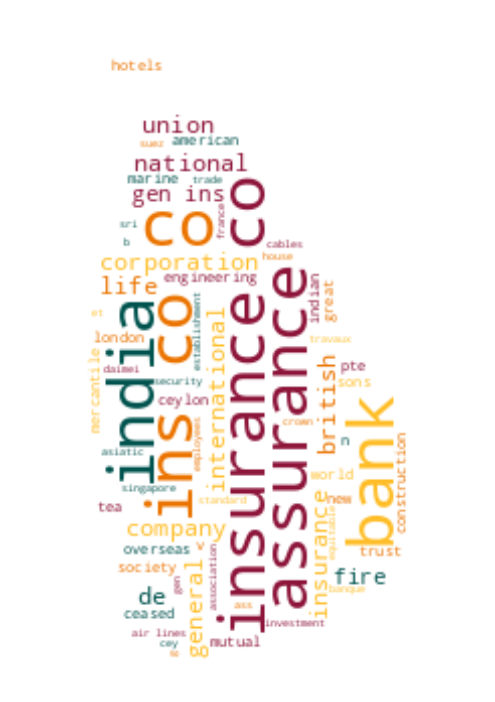 hotels
union
suez
american
national
marine
trade
gen ins
co
co
france
sri
b
cables
house
corporation
engineering
life
indian
great
et
india
ins co
establishment
international
insurance
assurance
london
travaux
mercantile
daimei
british
pte
security
sons
ceylon
bank
crown
employees
n
construction
asiatic
world
singapore
standard
new
tea
company
insurance
equitable
overseas
v
trust
association
society
general
fire
gen
banque
de
ass
ceased
investment
air lines
mutual
cey